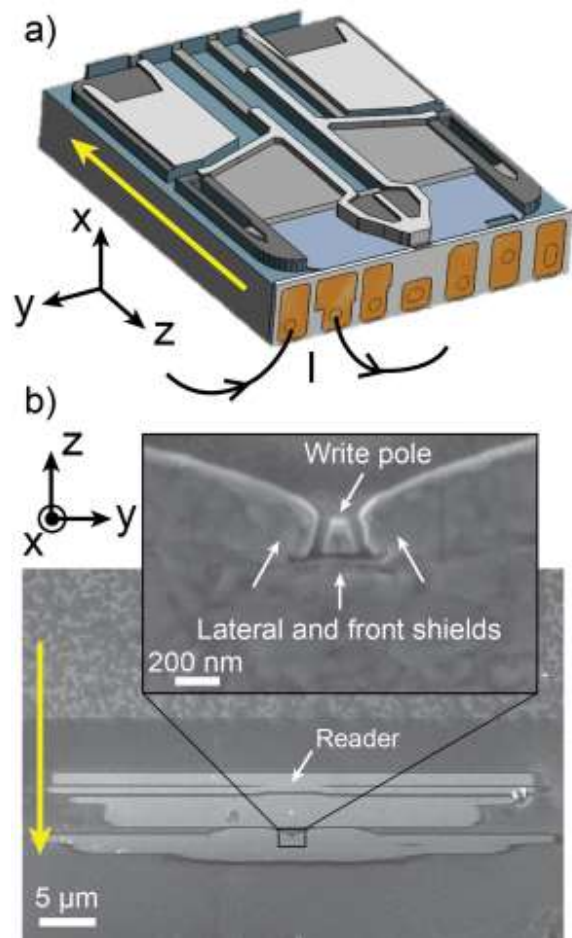 a)
x
y
z
I
b)
z
x
y
Write pole
Lateral and front shields
200 nm
Reader
5 μm